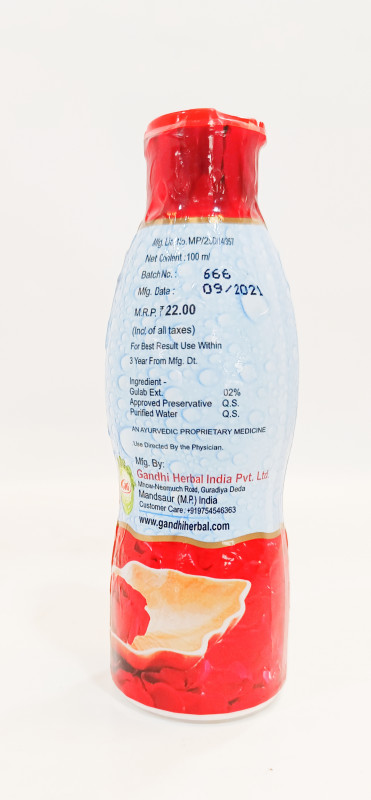 Mfg. Lic. No. MP/25D/14/051
Net Content : 100 ml
Batch No. : 666
Mfg. Date : 09/2021
M.R.P. ₹ 22.00
(Incl. of all taxes)
For Best Result Use Within
3 Year From Mfg. Dt.
Ingredient -
Gulab Ext. 02%
Approved Preservative Q.S.
Purified Water Q.S.
AN AYURVEDIC PROPRIETARY MEDICINE
Use Directed By the Physician.
Mfg. By:
Gandhi Herbal India Pvt. Ltd.
Mhow-Neemuch Road, Guradiya Deda
Mandsaur (M.P.) India
Customer Care. +919754546363
www.gandhiherbal.com